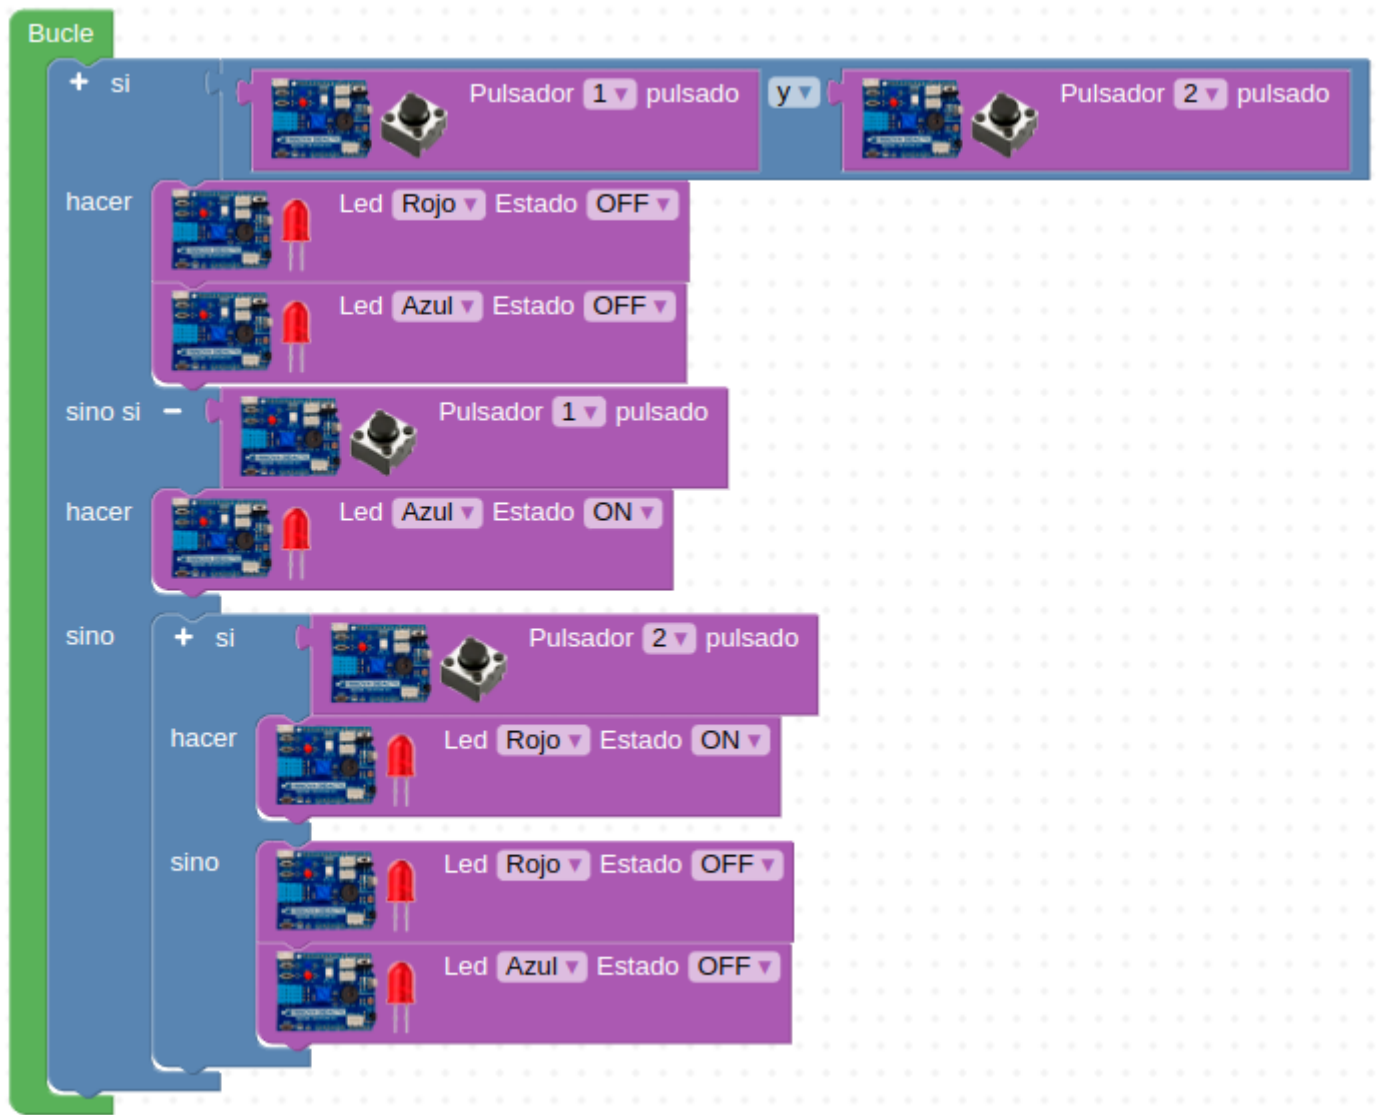 Bucle
+ si Pulsador 1 ▾ pulsado y ▾ Pulsador 2 ▾ pulsado
hacer Led Rojo ▾ Estado OFF ▾
Led Azul ▾ Estado OFF ▾
sino si − Pulsador 1 ▾ pulsado
hacer Led Azul ▾ Estado ON ▾
sino + si Pulsador 2 ▾ pulsado
hacer Led Rojo ▾ Estado ON ▾
sino Led Rojo ▾ Estado OFF ▾
Led Azul ▾ Estado OFF ▾